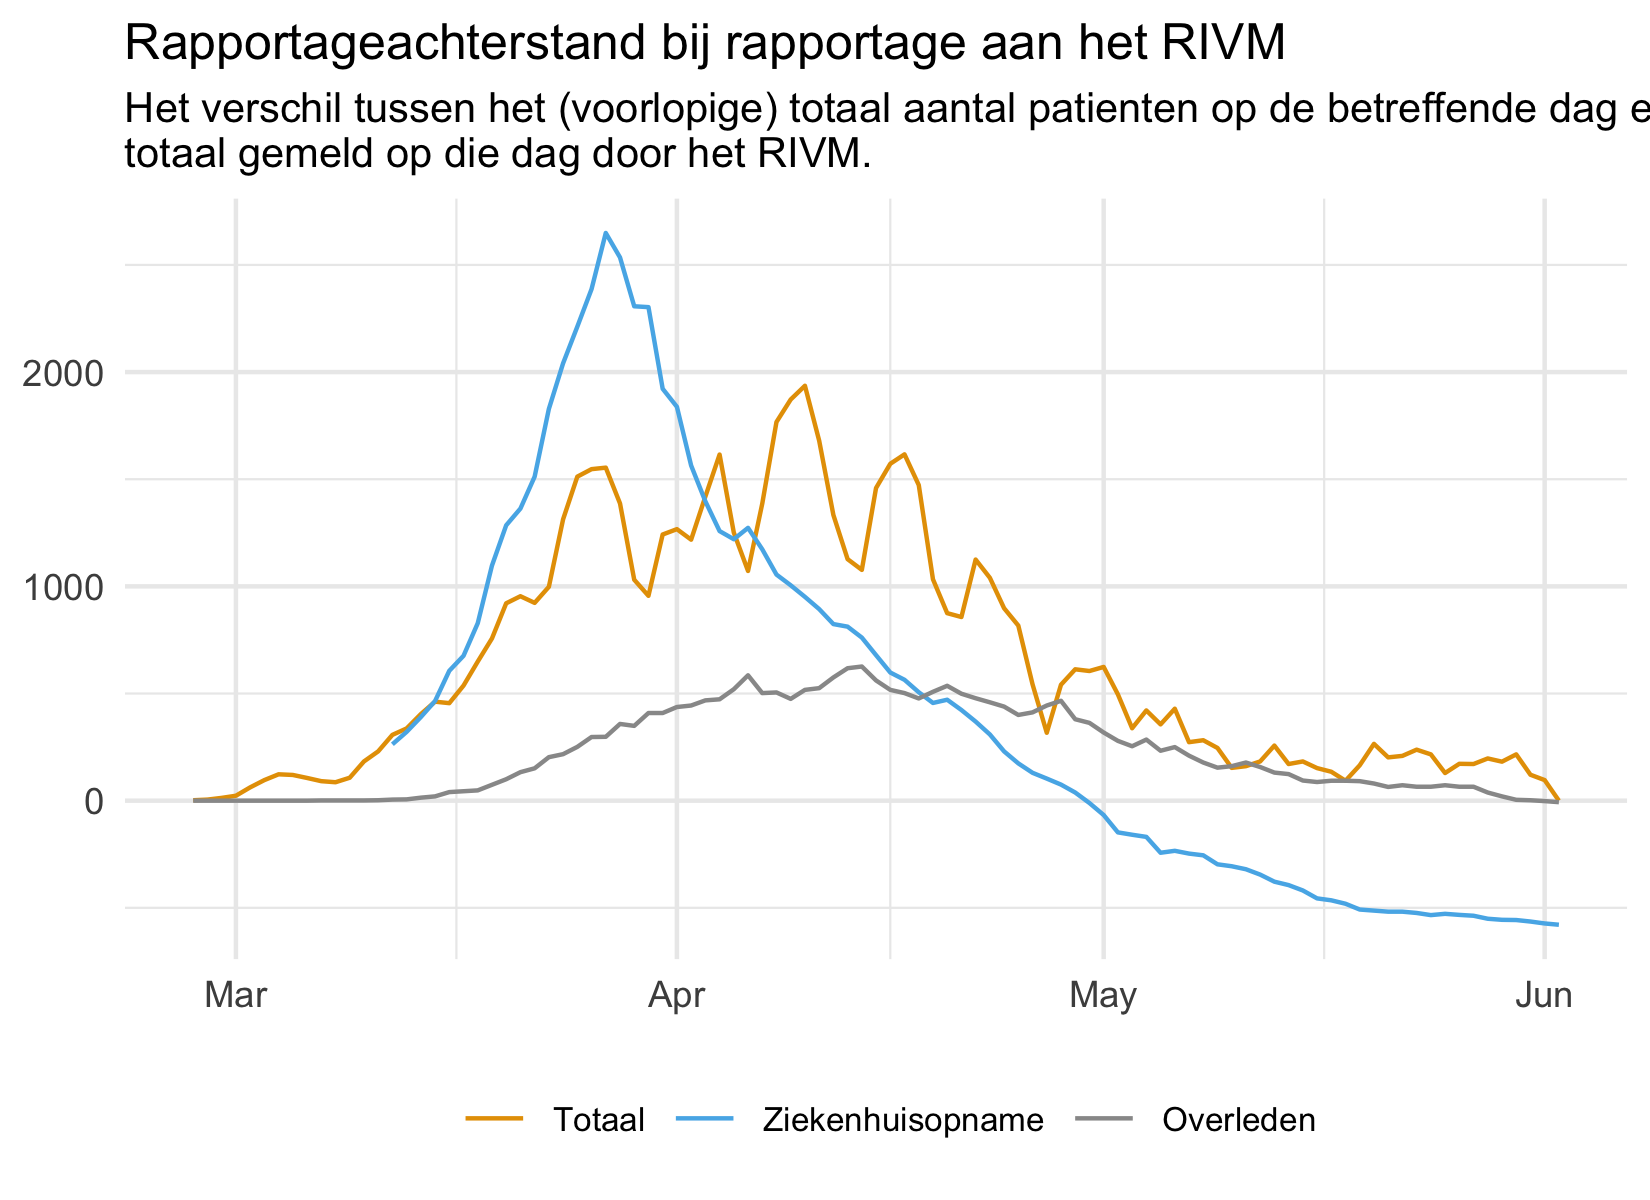 Rapportageachterstand bij rapportage aan het RIVM
Het verschil tussen het (voorlopige) totaal aantal patienten op de betreffende dag e
totaal gemeld op die dag door het RIVM.
2000
1000
0
Mar Apr May Jun
Totaal Ziekenhuisopname Overleden